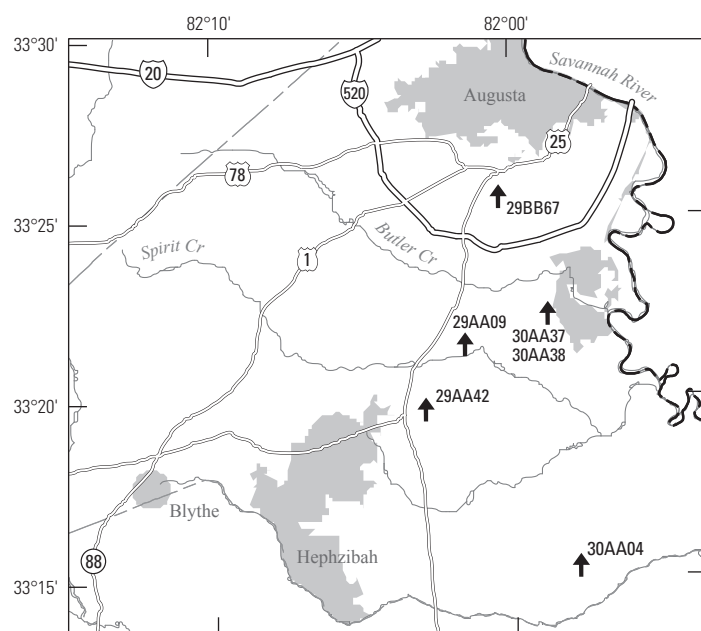 82°10' 82°00'
33°30'
20
Savannah River
520
Augusta
25
78
29BB67
33°25'
Butler Cr
Spirit Cr
1
29AA09
30AA37
30AA38
29AA42
33°20'
Blythe
Hephzibah
30AA04
88
33°15'